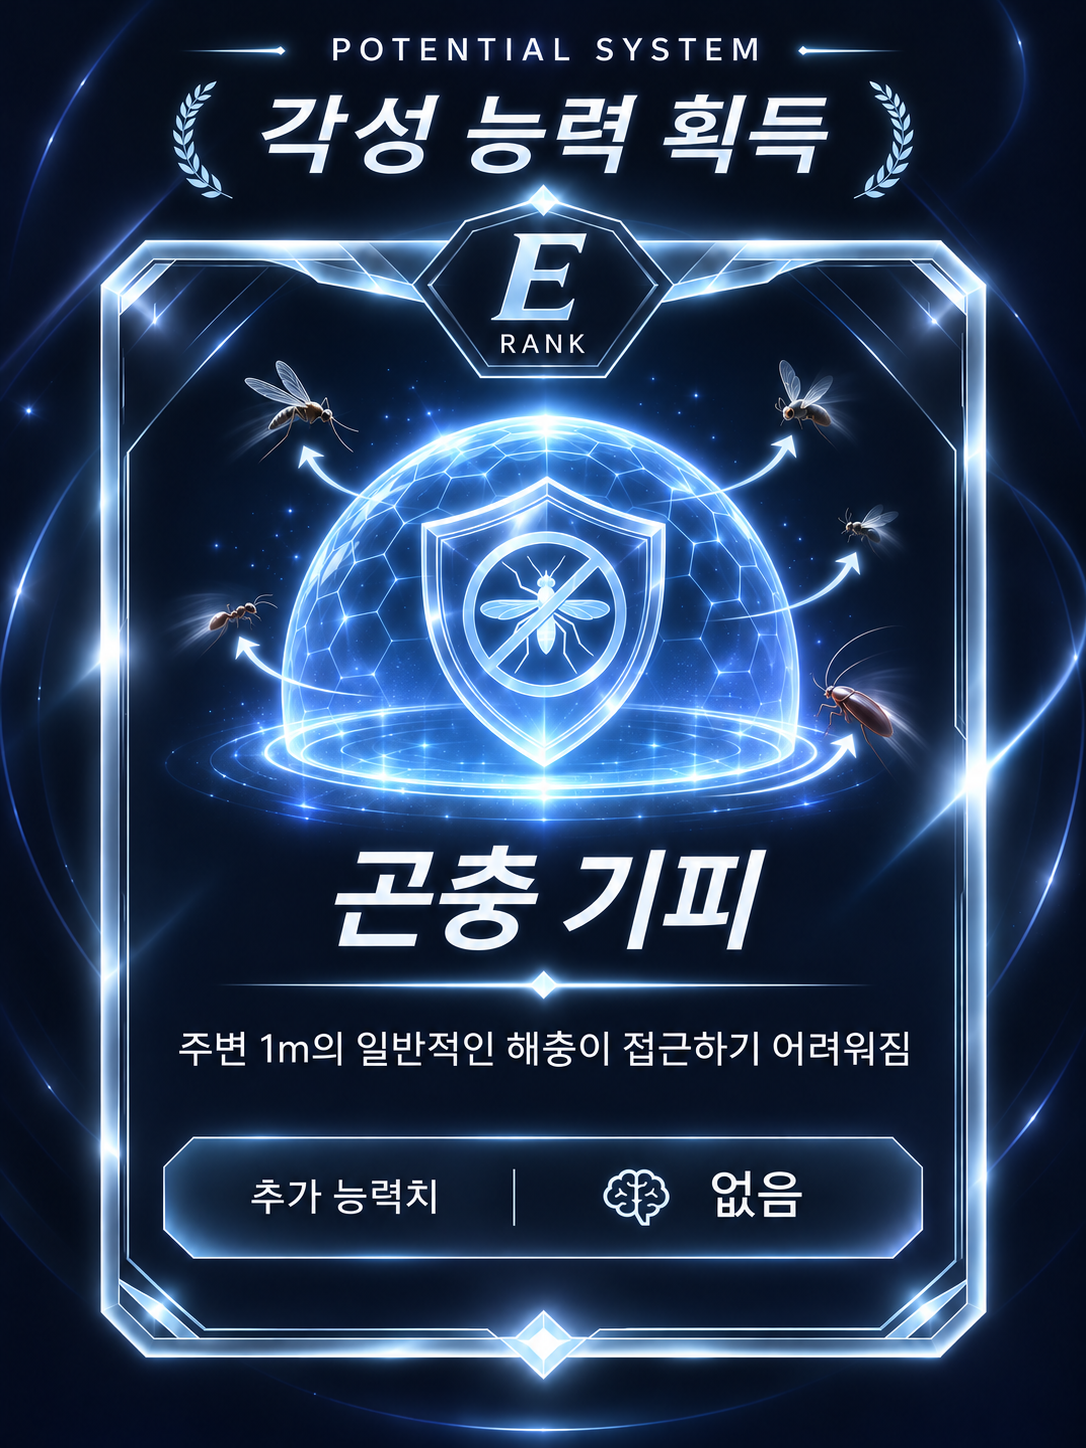 POTENTIAL SYSTEM
각성 능력 획득
E
RANK
곤충 기피
주변 1m의 일반적인 해충이 접근하기 어려워짐
추가 능력치 없음